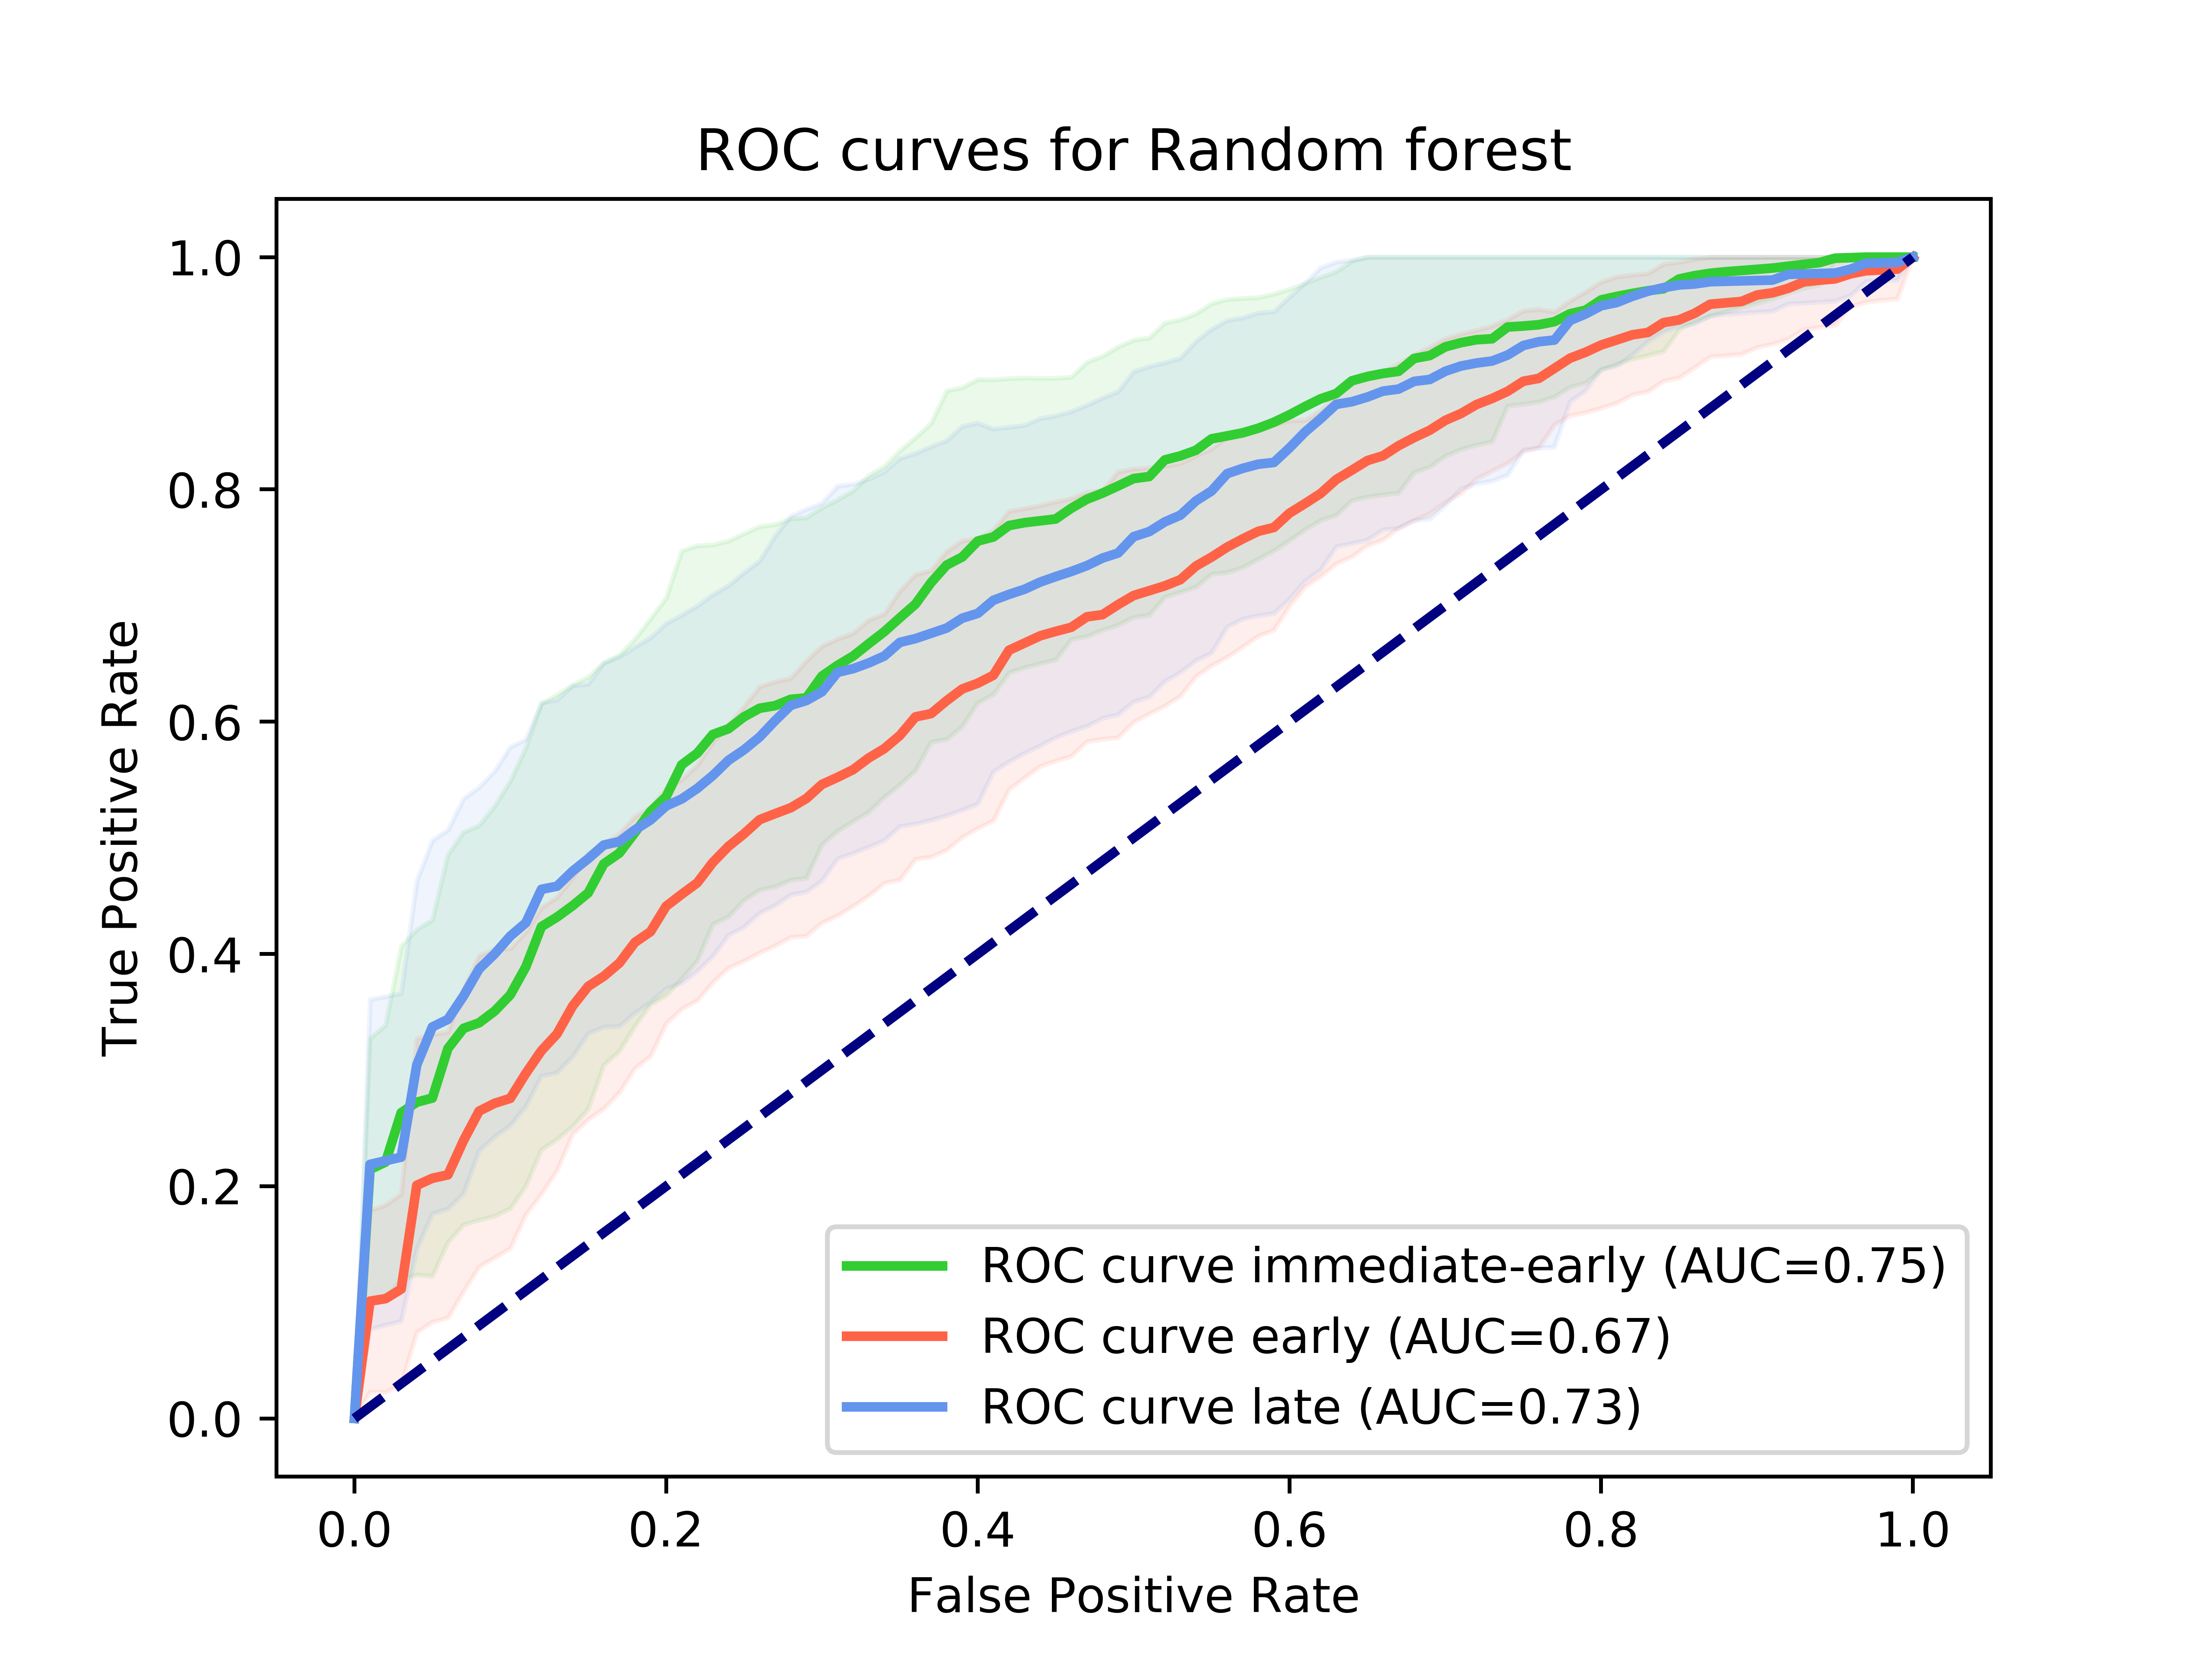 ROC curves for Random forest
True Positive Rate
1.0
0.8
0.6
0.4
0.2
0.0
ROC curve immediate-early (AUC=0.75)
ROC curve early (AUC=0.67)
ROC curve late (AUC=0.73)
0.0 0.2 0.4 0.6 0.8 1.0
False Positive Rate